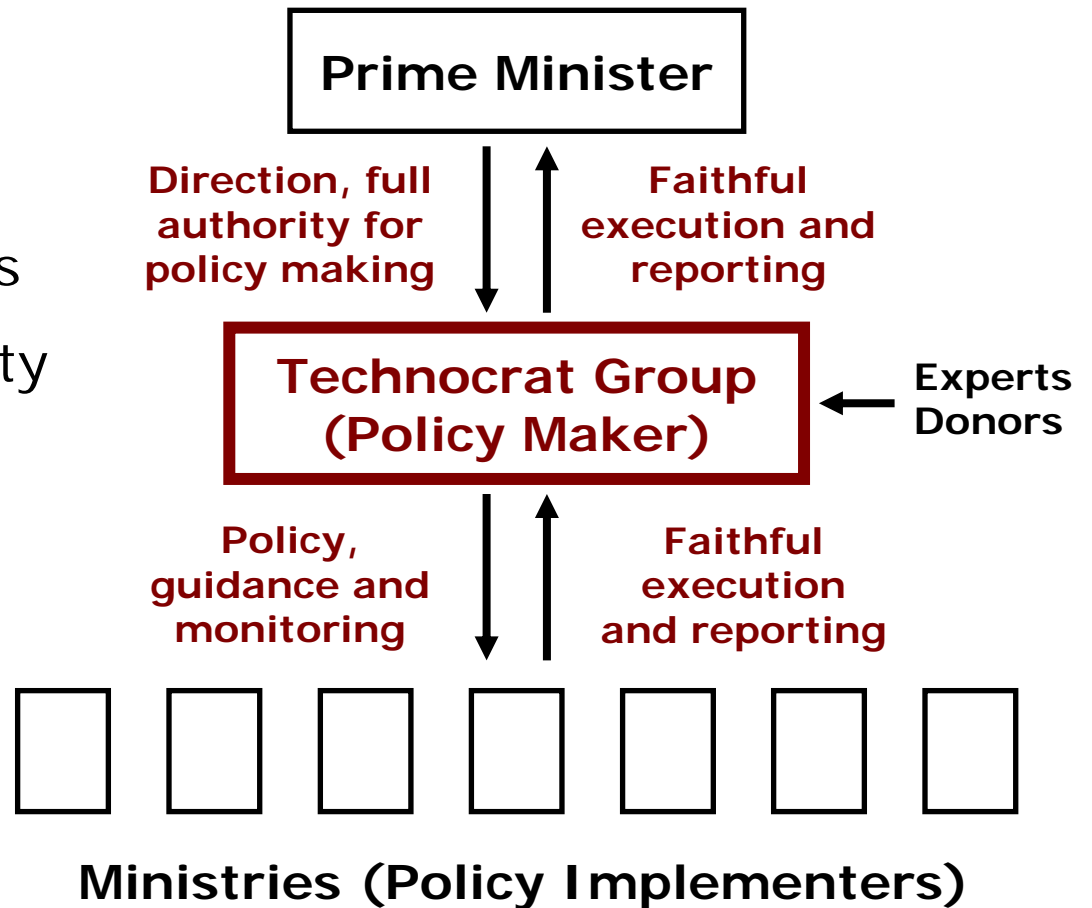 Prime Minister
Direction, full
authority for
policy making
Faithful
execution and
reporting
s
ty
Technocrat Group
(Policy Maker)
Experts
Donors
Policy,
guidance and
monitoring
Faithful
execution
and reporting
Ministries (Policy Implementers)